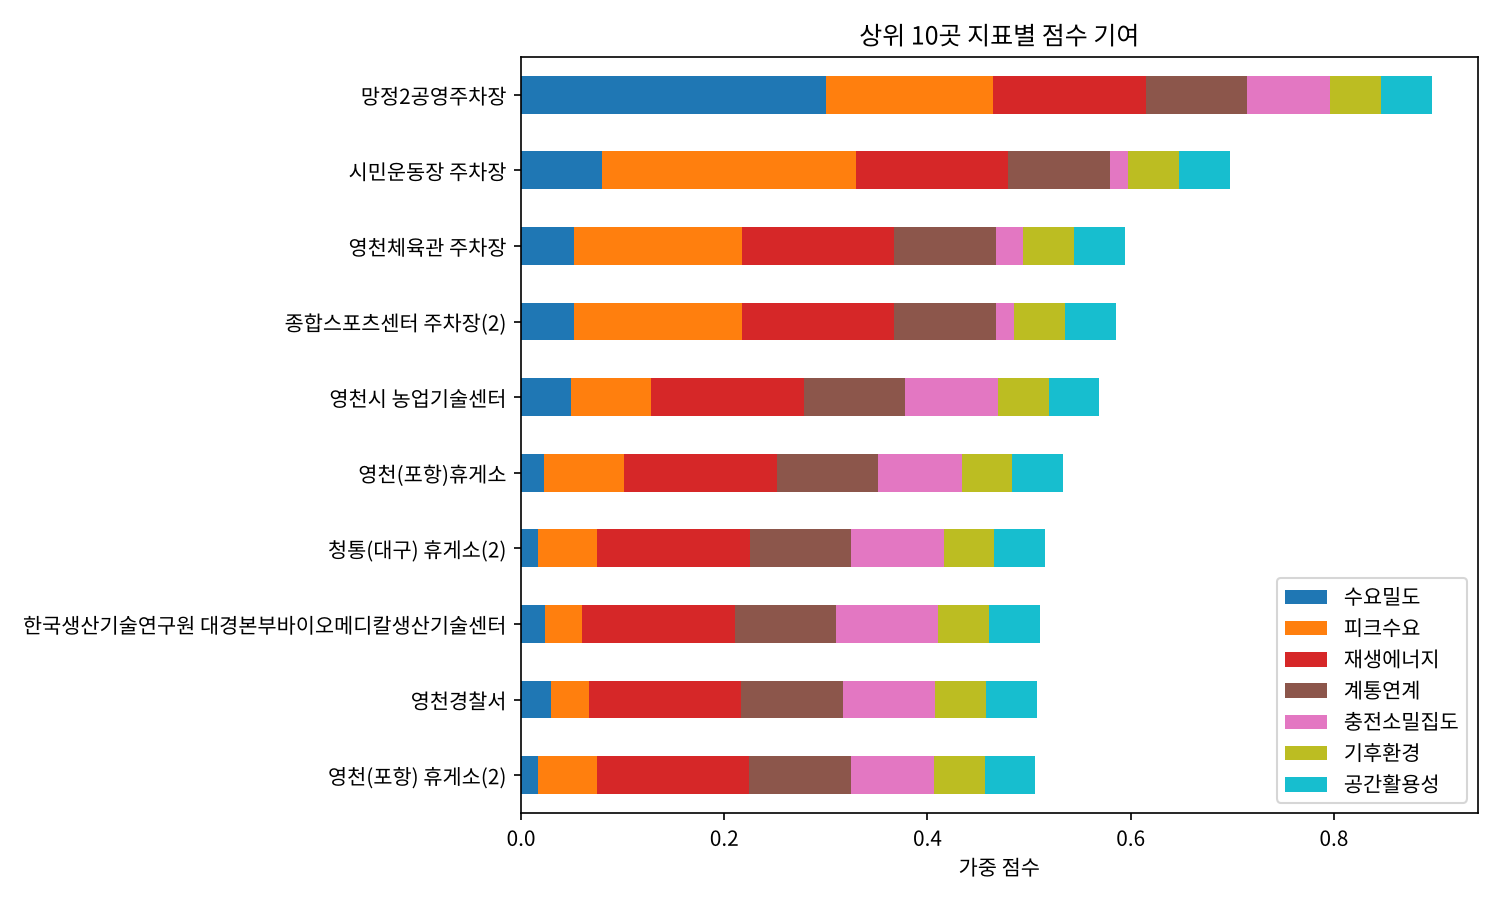 상위 10곳 지표별 점수 기여
망정2공영주차장
시민운동장 주차장
영천체육관 주차장
종합스포츠센터 주차장(2)
영천시 농업기술센터
영천(포항)휴게소
청통(대구) 휴게소(2)
한국생산기술연구원 대경본부바이오메디칼생산기술센터
영천경찰서
영천(포항) 휴게소(2)
수요밀도
피크수요
재생에너지
계통연계
충전소밀집도
기후환경
공간활용성
0.0 0.2 0.4 0.6 0.8
가중 점수